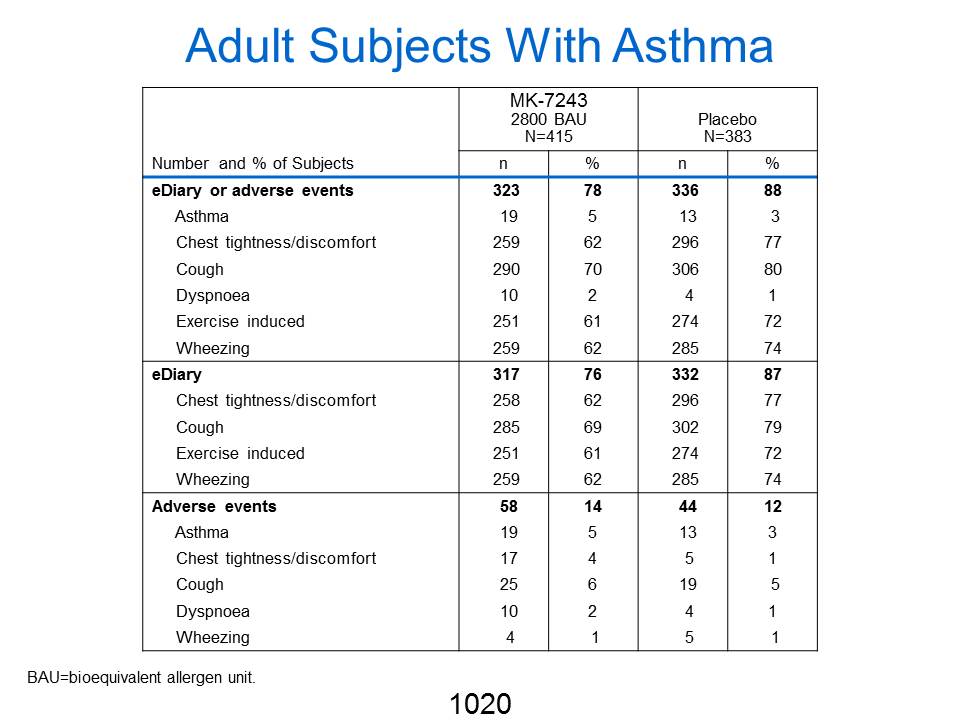 Adult Subjects With Asthma
MK-7243
2800 BAU
N=415
Placebo
N=383
Number and % of Subjects n % n %
eDiary or adverse events 323 78 336 88
Asthma 19 5 13 3
Chest tightness/discomfort 259 62 296 77
Cough 290 70 306 80
Dyspnoea 10 2 4 1
Exercise induced 251 61 274 72
Wheezing 259 62 285 74
eDiary 317 76 332 87
Chest tightness/discomfort 258 62 296 77
Cough 285 69 302 79
Exercise induced 251 61 274 72
Wheezing 259 62 285 74
Adverse events 58 14 44 12
Asthma 19 5 13 3
Chest tightness/discomfort 17 4 5 1
Cough 25 6 19 5
Dyspnoea 10 2 4 1
Wheezing 4 1 5 1
BAU=bioequivalent allergen unit.
1020